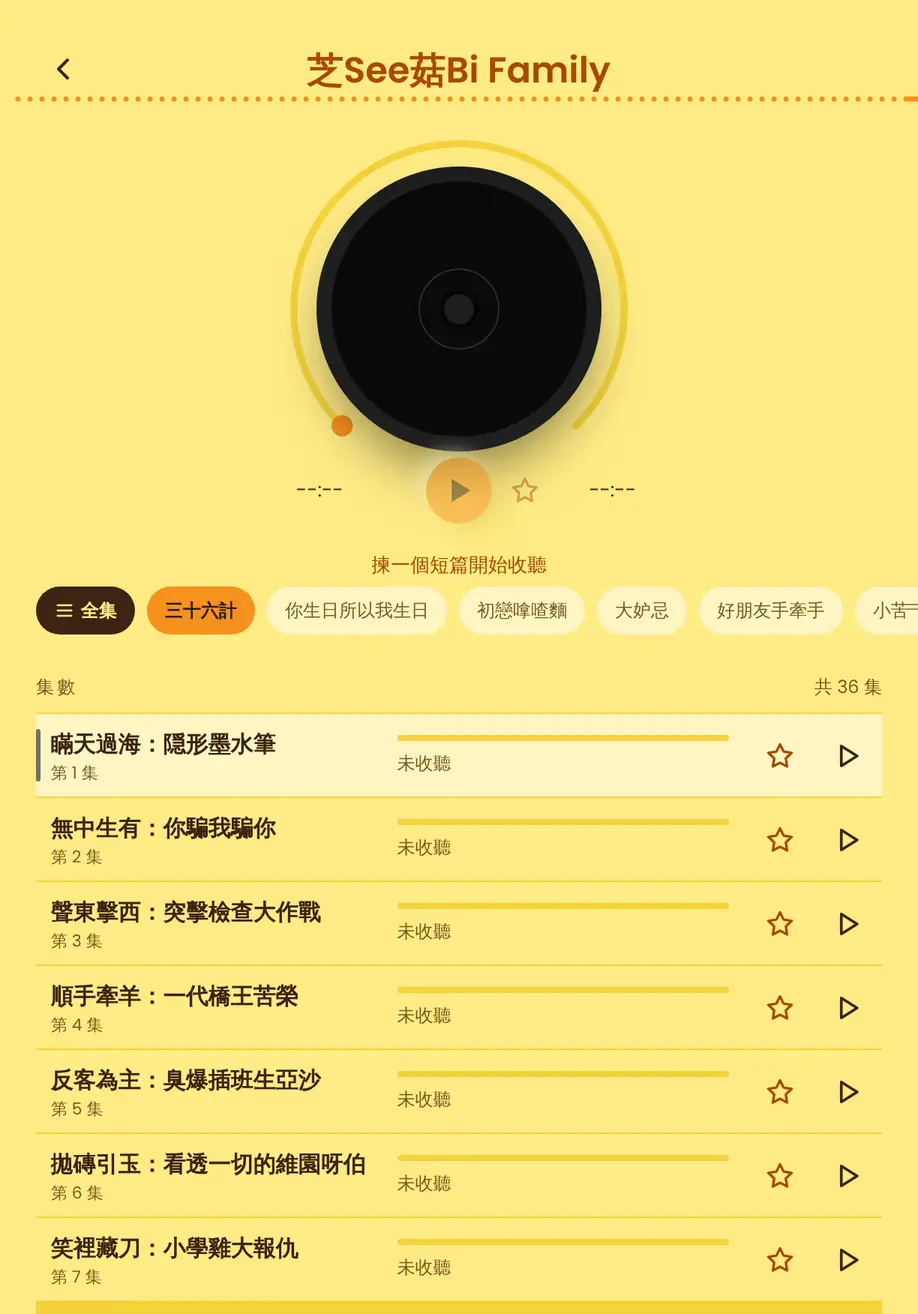 芝See菇Bi Family
--:--
--:--
揀一個短篇開始收聽
全集 三十六計 你生日所以我生日 初戀嗱喳麵 大妒忌 好朋友手牽手 小苦
集數 共 36 集
瞞天過海：隱形墨水筆
第 1 集
未收聽
無中生有：你騙我騙你
第 2 集
未收聽
聲東擊西：突擊檢查大作戰
第 3 集
未收聽
順手牽羊：一代橋王苦榮
第 4 集
未收聽
反客為主：臭爆插班生亞沙
第 5 集
未收聽
拋磚引玉：看透一切的維園呀伯
第 6 集
未收聽
笑裡藏刀：小學雞大報仇
第 7 集
未收聽